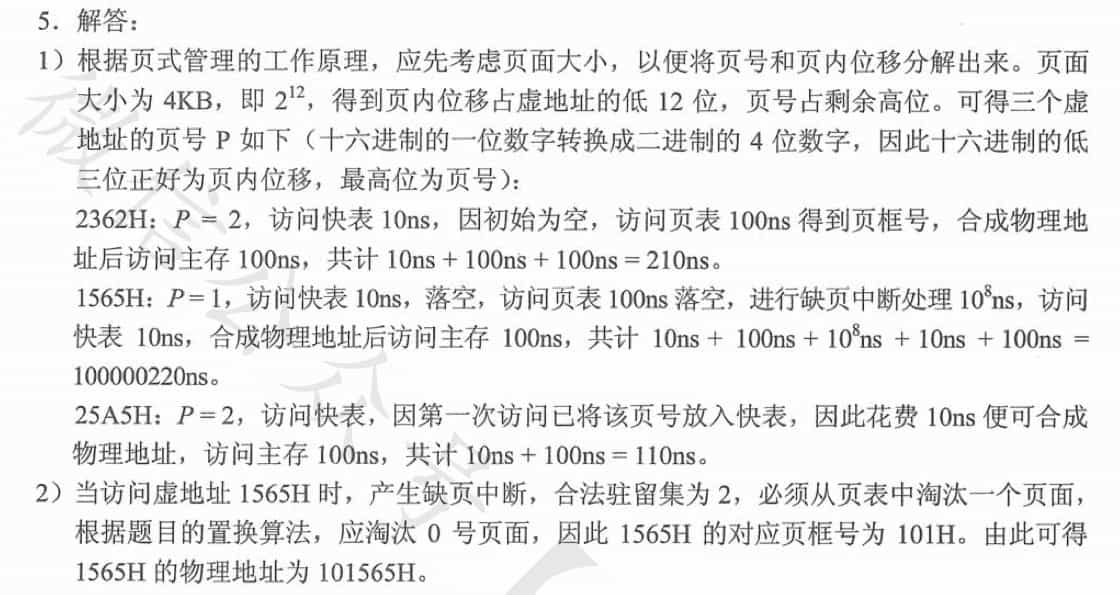 5．解答：
1）根据页式管理的工作原理，应先考虑页面大小，以便将页号和页内位移分解出来。页面
大小为 4KB，即 2¹²，得到页内位移占虚地址的低 12 位，页号占剩余高位。可得三个虚
地址的页号 P 如下（十六进制的一位数字转换成二进制的 4 位数字，因此十六进制的低
三位正好为页内位移，最高位为页号）：
2362H：P = 2，访问快表 10ns，因初始为空，访问页表 100ns 得到页框号，合成物理地
址后访问主存 100ns，共计 10ns + 100ns + 100ns = 210ns。
1565H：P = 1，访问快表 10ns，落空，访问页表 100ns 落空，进行缺页中断处理 10⁸ns，访问
快表 10ns，合成物理地址后访问主存 100ns，共计 10ns + 100ns + 10⁸ns + 10ns + 100ns =
100000220ns。
25A5H：P = 2，访问快表，因第一次访问已将该页号放入快表，因此花费 10ns 便可合成
物理地址，访问主存 100ns，共计 10ns + 100ns = 110ns。
2）当访问虚地址 1565H 时，产生缺页中断，合法驻留集为 2，必须从页表中淘汰一个页面，
根据题目的置换算法，应淘汰 0 号页面，因此 1565H 的对应页框号为 101H。由此可得
1565H 的物理地址为 101565H。
微信公众号【